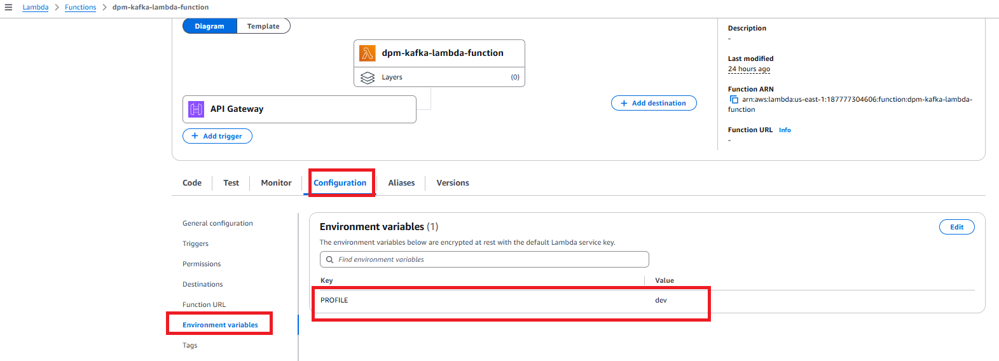 Lambda > Functions > dpm-kafka-lambda-function
Diagram Template
dpm-kafka-lambda-function
Layers (0)
API Gateway
+ Add trigger
+ Add destination
Description
-
Last modified
24 hours ago
Function ARN
arn:aws:lambda:us-east-1:187777304606:function:dpm-kafka-lambda-
function
Function URL Info
-
Code Test Monitor Configuration Aliases Versions
General configuration
Triggers
Permissions
Destinations
Function URL
Environment variables
Tags
Environment variables (1)
Edit
The environment variables below are encrypted at rest with the default Lambda service key.
Find environment variables
Key Value
PROFILE dev